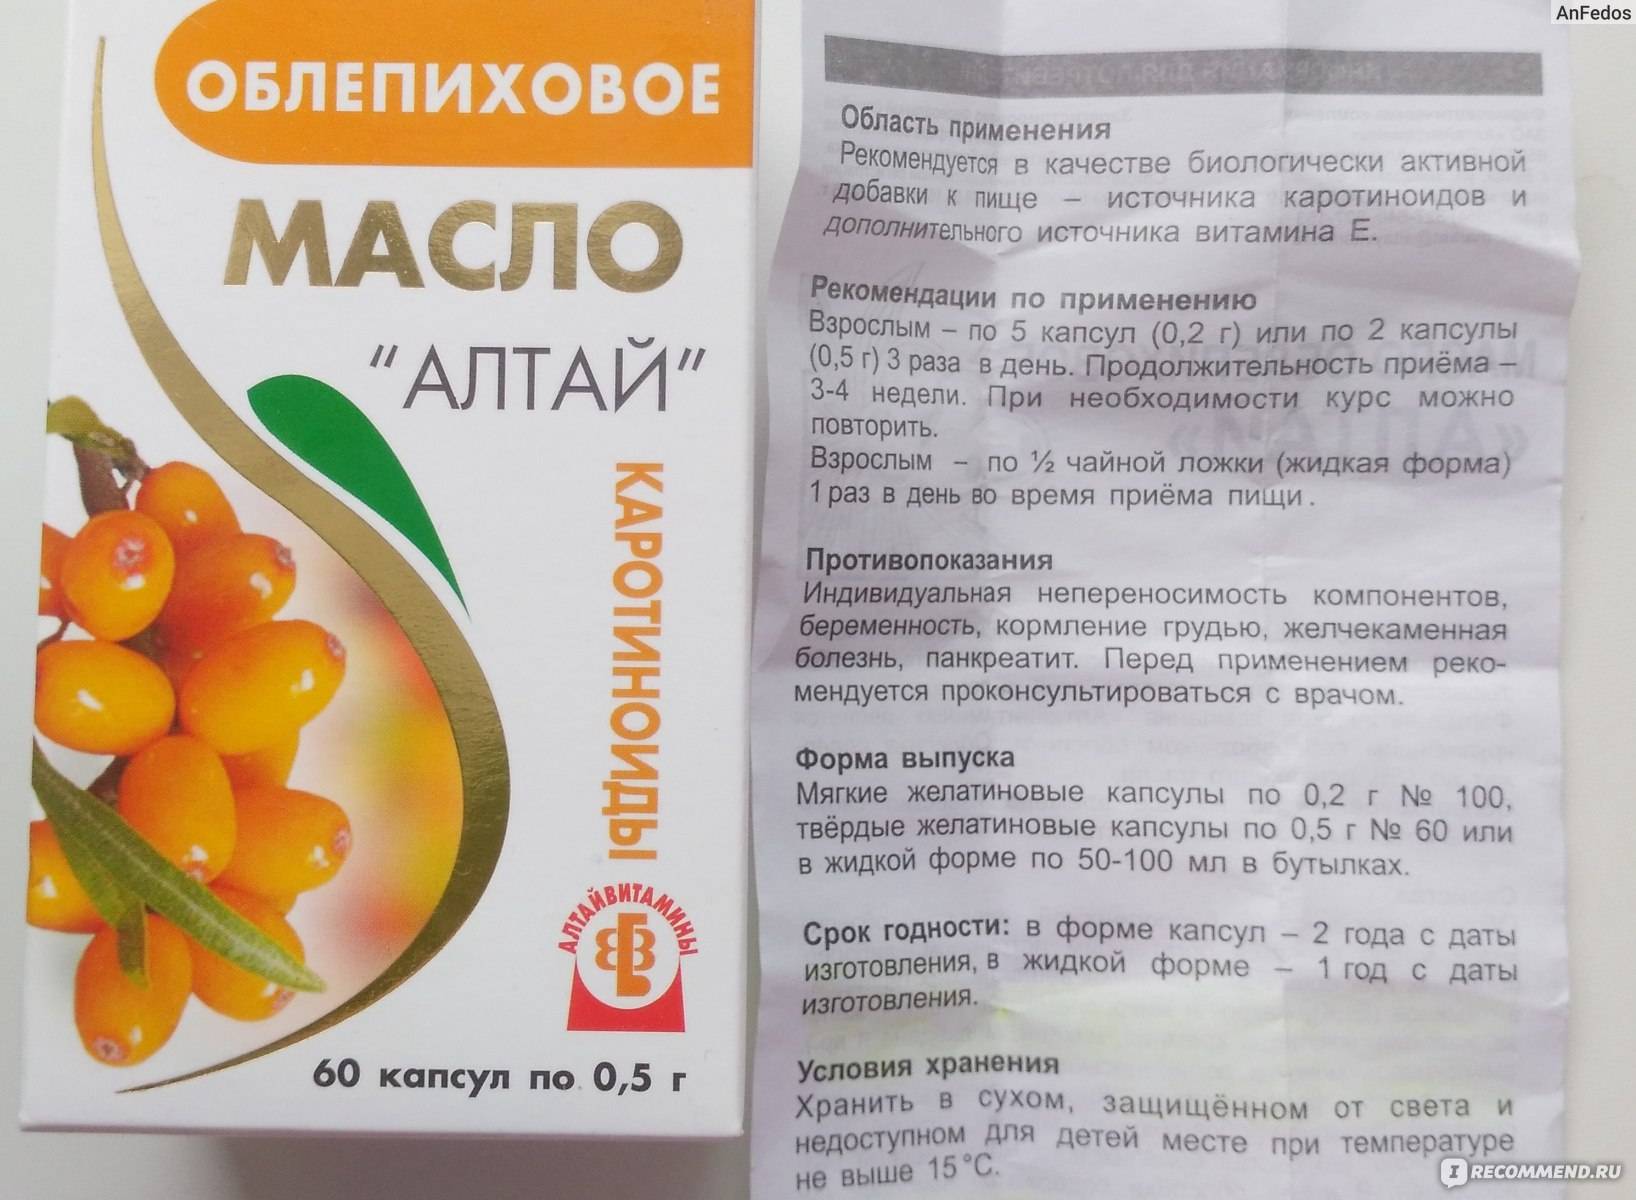 AnFedos
ОБЛЕПИХОВОЕ
МАСЛО
"АЛТАЙ"
КАРОТИНОИДЫ
АЛТАЙВИТАМИНЫ
60 капсул по 0,5 г
Область применения
Рекомендуется в качестве биологически активной
добавки к пище – источника каротиноидов и
дополнительного источника витамина Е.
Рекомендации по применению
Взрослым – по 5 капсул (0,2 г) или по 2 капсулы
(0,5 г) 3 раза в день. Продолжительность приёма –
3-4 недели. При необходимости курс можно
повторить.
Взрослым – по ½ чайной ложки (жидкая форма)
1 раз в день во время приёма пищи.
Противопоказания
Индивидуальная непереносимость компонентов,
беременность, кормление грудью, желчекаменная
болезнь, панкреатит. Перед применением реко-
мендуется проконсультироваться с врачом.
Форма выпуска
Мягкие желатиновые капсулы по 0,2 г № 100,
твёрдые желатиновые капсулы по 0,5 г № 60 или
в жидкой форме по 50-100 мл в бутылках.
Срок годности: в форме капсул – 2 года с даты
изготовления, в жидкой форме – 1 год с даты
изготовления.
Условия хранения
Хранить в сухом, защищённом от света и
недоступном для детей месте при температуре
не выше 15 °С.
IRECOMMEND.RU